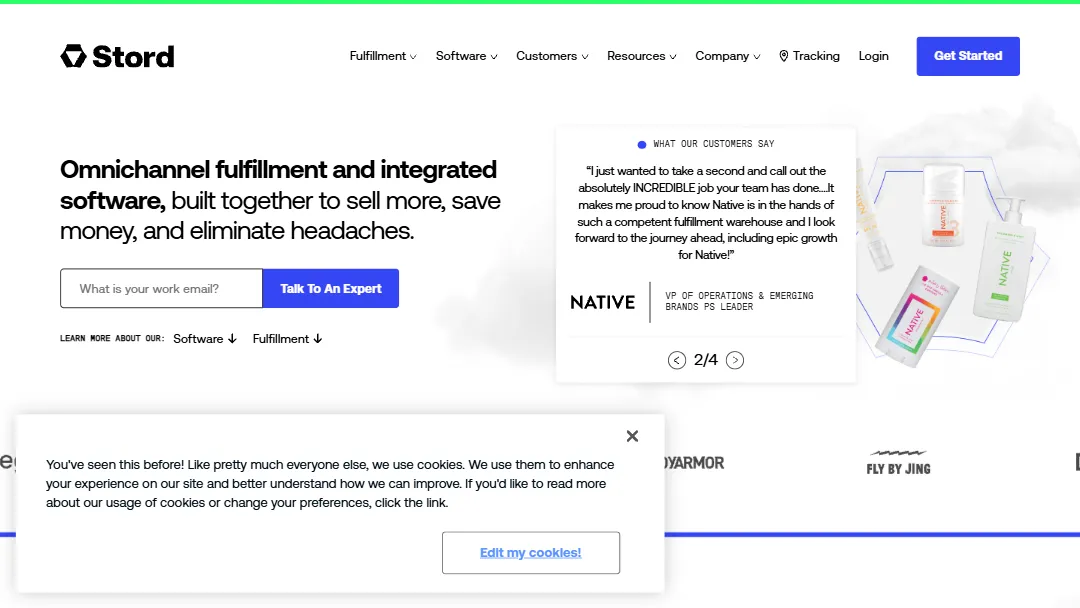 Stord
Fulfillment
Software
Customers
Resources
Company
Tracking
Login
Get Started
Omnichannel fulfillment and integrated
software, built together to sell more, save
money, and eliminate headaches.
What is your work email?
Talk To An Expert
LEARN MORE ABOUT OUR:
Software
Fulfillment
WHAT OUR CUSTOMERS SAY
“I just wanted to take a second and call out the
absolutely INCREDIBLE job your team has done....It
makes me proud to know Native is in the hands of
such a competent fulfillment warehouse and I look
forward to the journey ahead, including epic growth
for Native!”
NATIVE
VP OF OPERATIONS & EMERGING
BRANDS PS LEADER
2/4
NATIVE
NATIVE
NATIVE
YARMOR
FLY BY JING
You've seen this before! Like pretty much everyone else, we use cookies. We use them to enhance
your experience on our site and better understand how we can improve. If you'd like to read more
about our usage of cookies or change your preferences, click the link.
Edit my cookies!